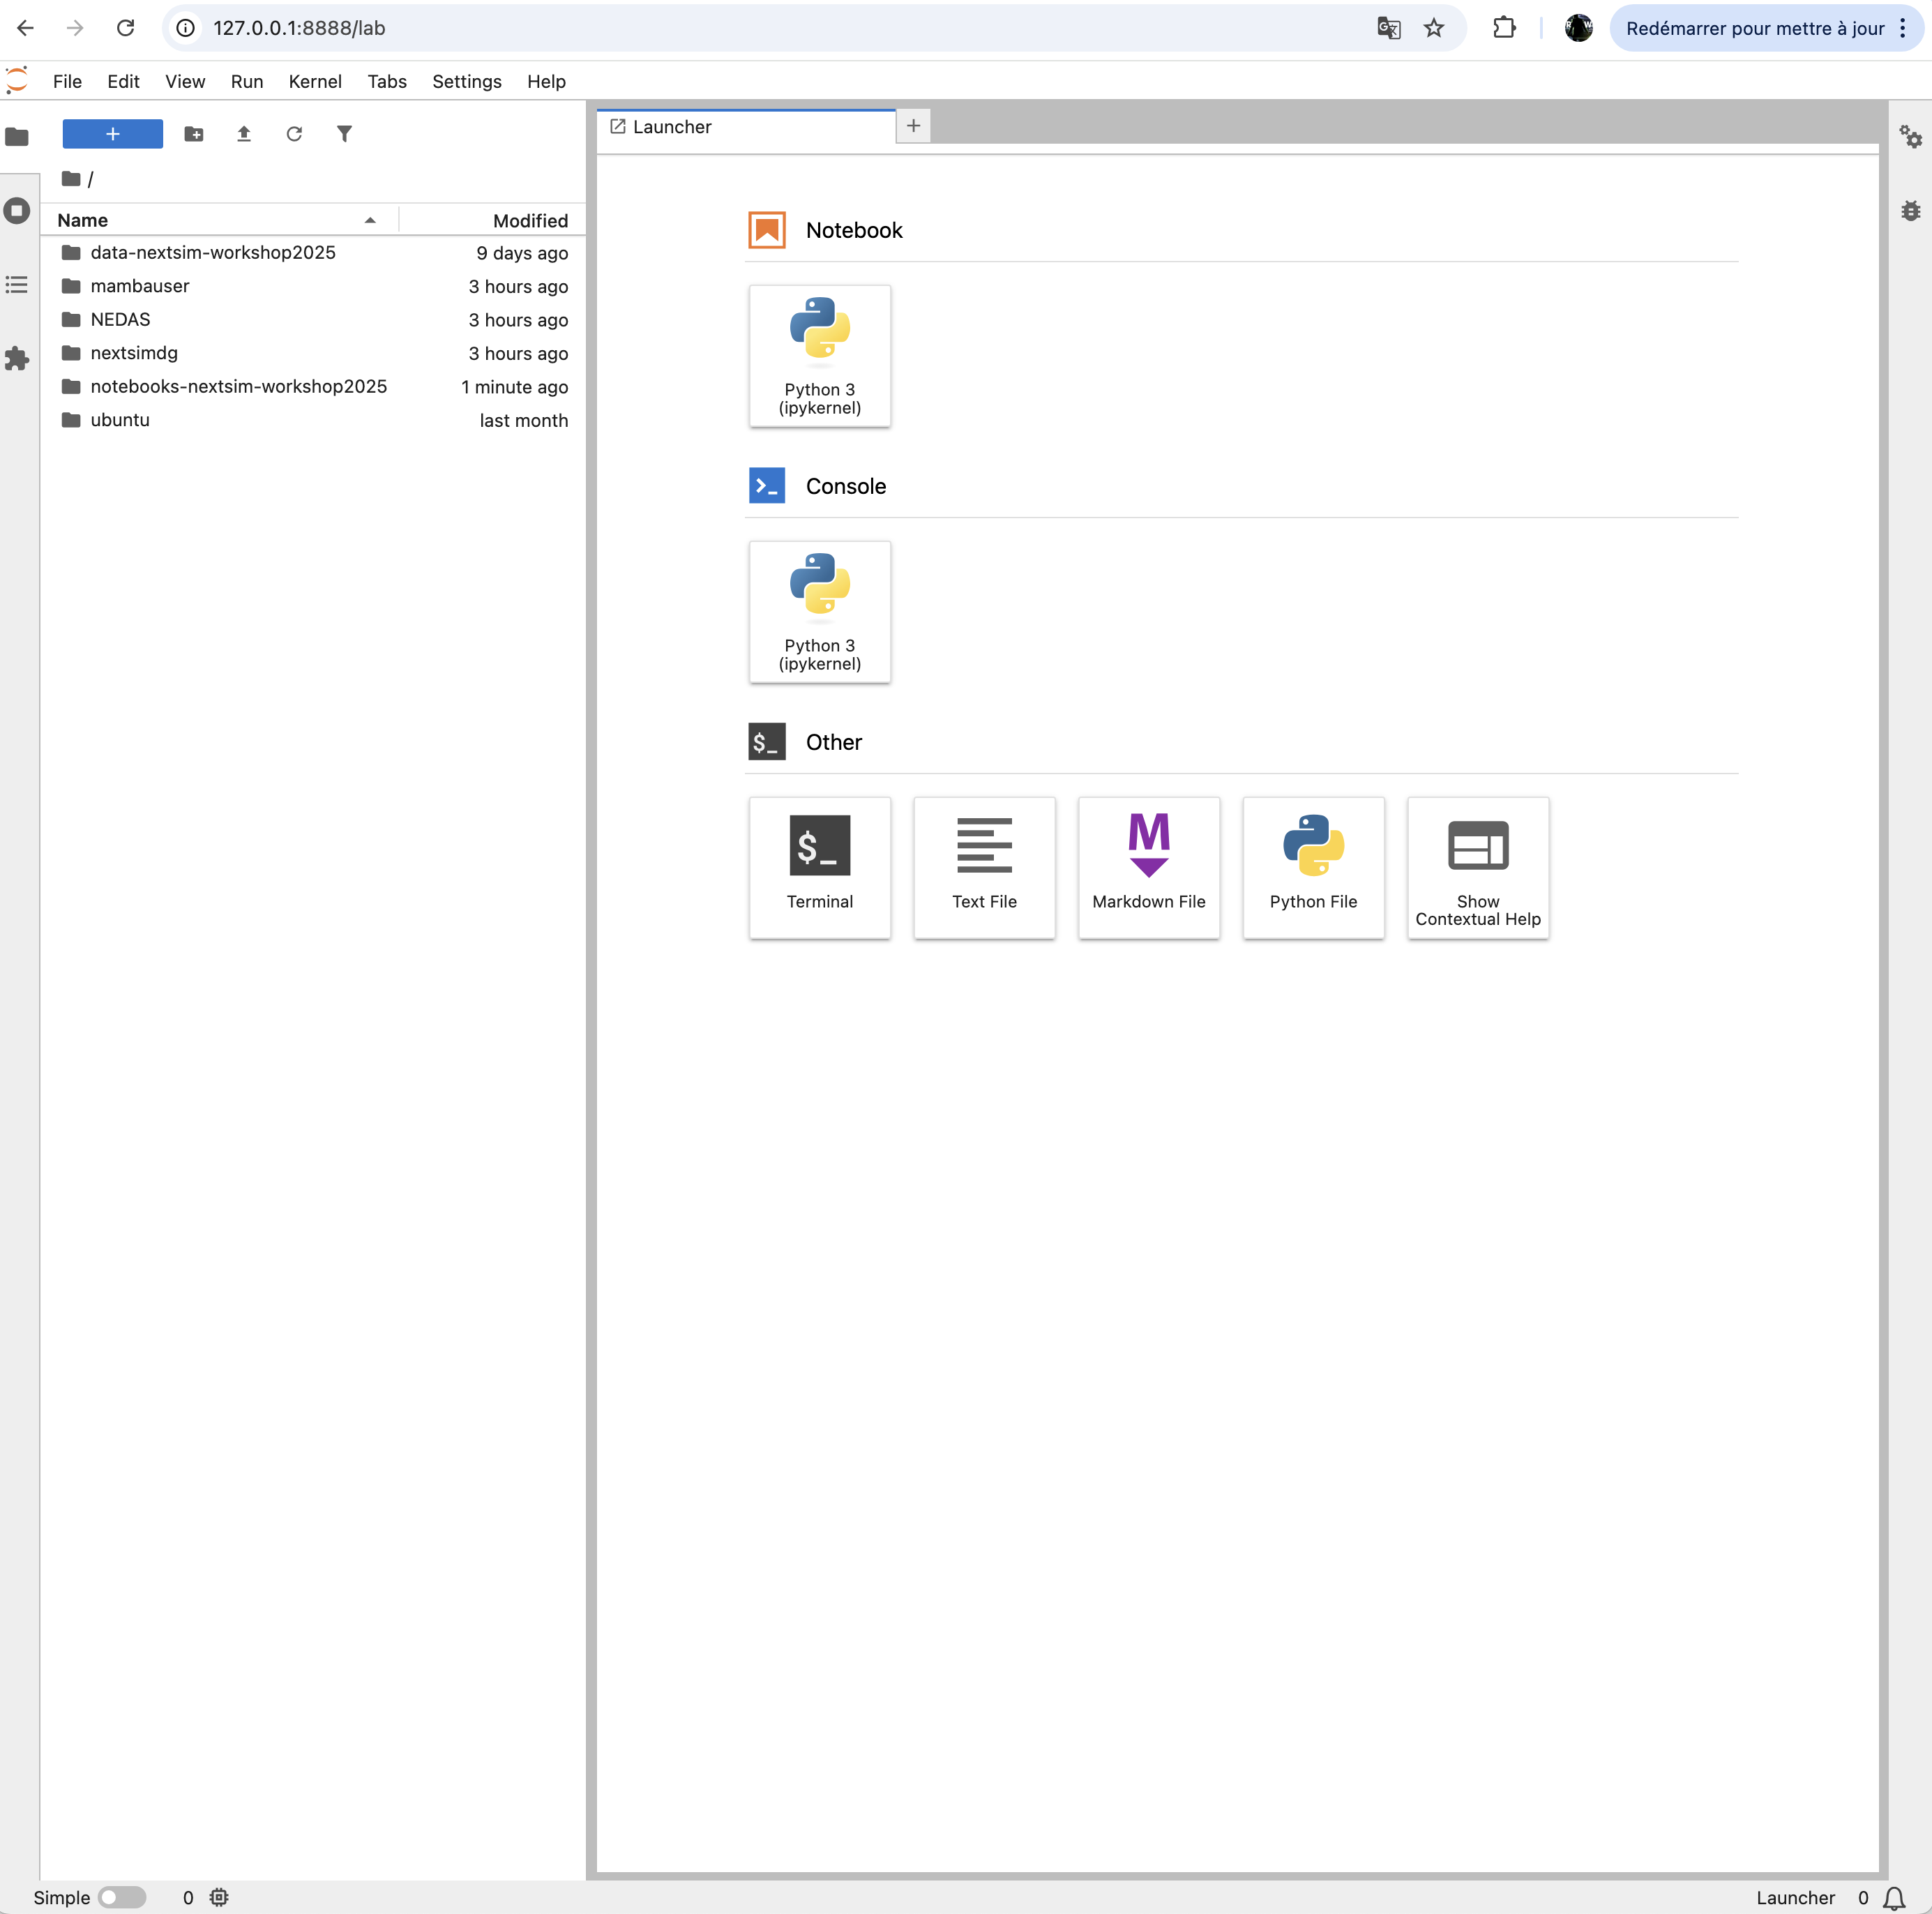 127.0.0.1:8888/lab
Redémarrer pour mettre à jour
File Edit View Run Kernel Tabs Settings Help
+
Launcher
/
Name Modified
data-nextsim-workshop2025 9 days ago
mambauser 3 hours ago
NEDAS 3 hours ago
nextsimdg 3 hours ago
notebooks-nextsim-workshop2025 1 minute ago
ubuntu last month
Notebook
Python 3
(ipykernel)
Console
Python 3
(ipykernel)
$_ Other
$_
Terminal
Text File
M
Markdown File
Python File
Show
Contextual Help
Simple 0
Launcher 0